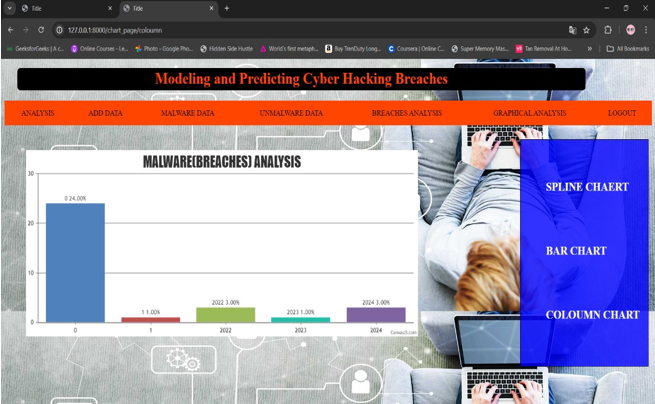 Title
Title
127.0.0.1:8000/chart_page/coloumn
GeeksforGeeks | A c...
Online Courses - Le...
Photo - Google Pho...
Hidden Side Hustle
World's first metaph...
Buy TenDuty Long...
Coursera | Online C...
Super Memory Mas...
Tan Removal At Ho...
All Bookmarks
Modeling and Predicting Cyber Hacking Breaches
ANALYSIS ADD DATA MALWARE DATA UNMALWARE DATA BREACHES ANALYSIS GRAPHICAL ANALYSIS LOGOUT
MALWARE(BREACHES) ANALYSIS
30
0 24.00%
20
10
2022 3.00%
2024 3.00%
1 1.00%
2023 1.00%
0
0 1 2022 2023 2024
CanvasJS.com
SPLINE CHAERT
BAR CHART
COLOUMN CHART